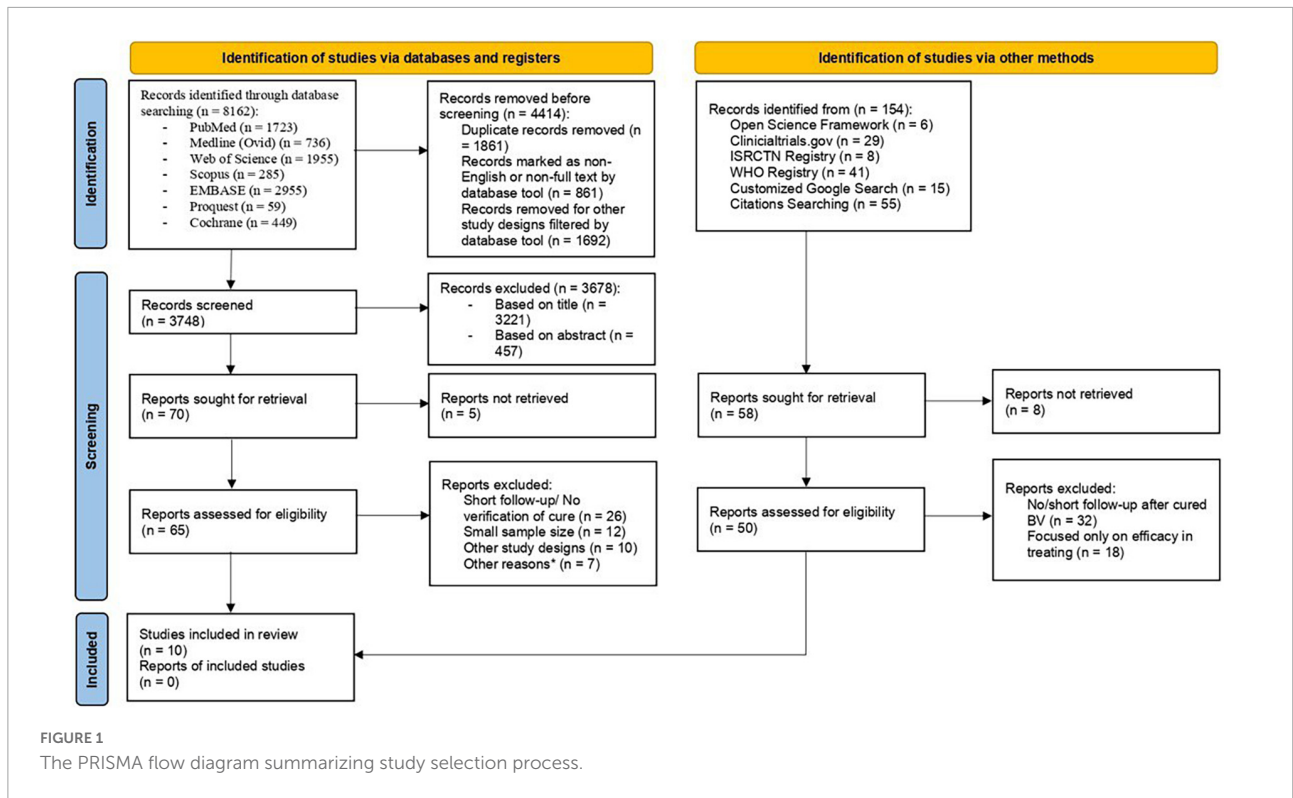 Identification of studies via databases and registers
Identification of studies via other methods
Identification
Records identified through database
searching (n = 8162):
- PubMed (n = 1723)
- Medline (Ovid) (n = 736)
- Web of Science (n = 1955)
- Scopus (n = 285)
- EMBASE (n = 2955)
- Proquest (n = 59)
- Cochrane (n = 449)
Records removed before
screening (n = 4414):
Duplicate records removed (n
= 1861)
Records marked as non-
English or non-full text by
database tool (n = 861)
Records removed for other
study designs filtered by
database tool (n = 1692)
Records identified from (n = 154):
Open Science Framework (n = 6)
Clinicialtrials.gov (n = 29)
ISRCTN Registry (n = 8)
WHO Registry (n = 41)
Customized Google Search (n = 15)
Citations Searching (n = 55)
Screening
Records screened
(n = 3748)
Records excluded (n = 3678):
- Based on title (n =
3221)
- Based on abstract (n =
457)
Reports sought for retrieval
(n = 70)
Reports not retrieved
(n = 5)
Reports sought for retrieval
(n = 58)
Reports not retrieved
(n = 8)
Reports assessed for eligibility
(n = 65)
Reports excluded:
Short follow-up/ No
verification of cure (n = 26)
Small sample size (n = 12)
Other study designs (n = 10)
Other reasons* (n = 7)
Reports assessed for eligibility
(n = 50)
Reports excluded:
No/short follow-up after cured
BV (n = 32)
Focused only on efficacy in
treating (n = 18)
Included
Studies included in review
(n = 10)
Reports of included studies
(n = 0)
FIGURE 1
The PRISMA flow diagram summarizing study selection process.